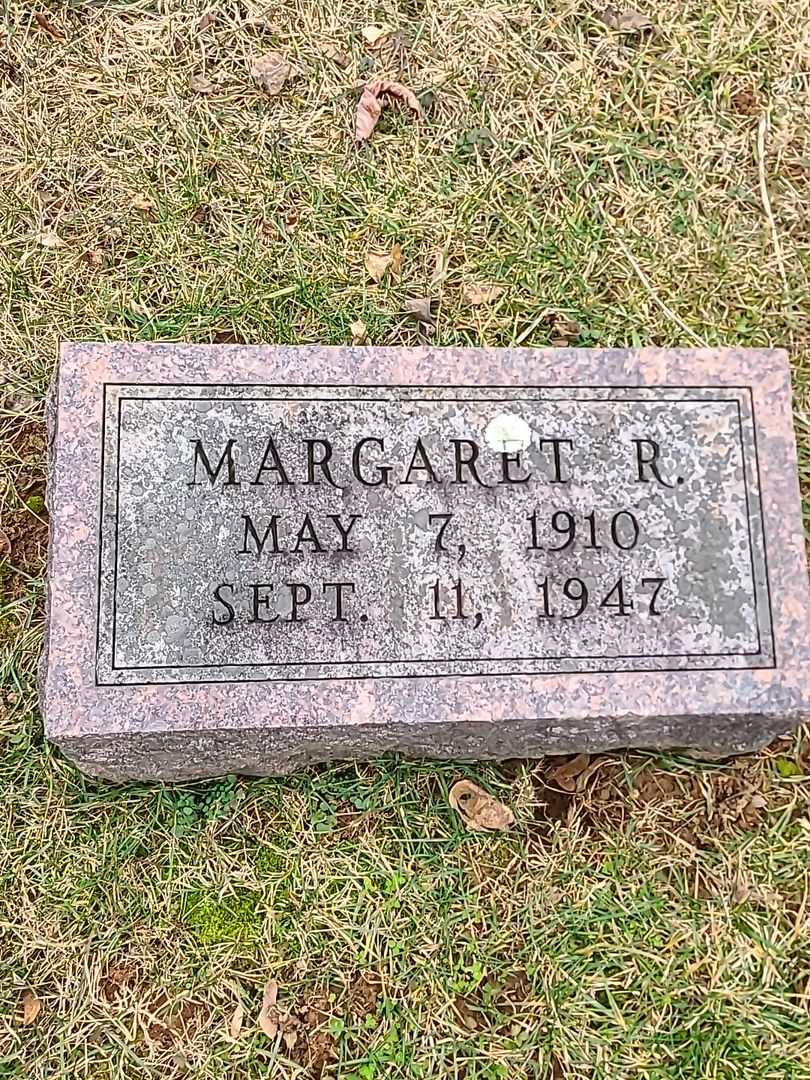 MARGARET R.
MAY 7, 1910
SEPT. 11, 1947